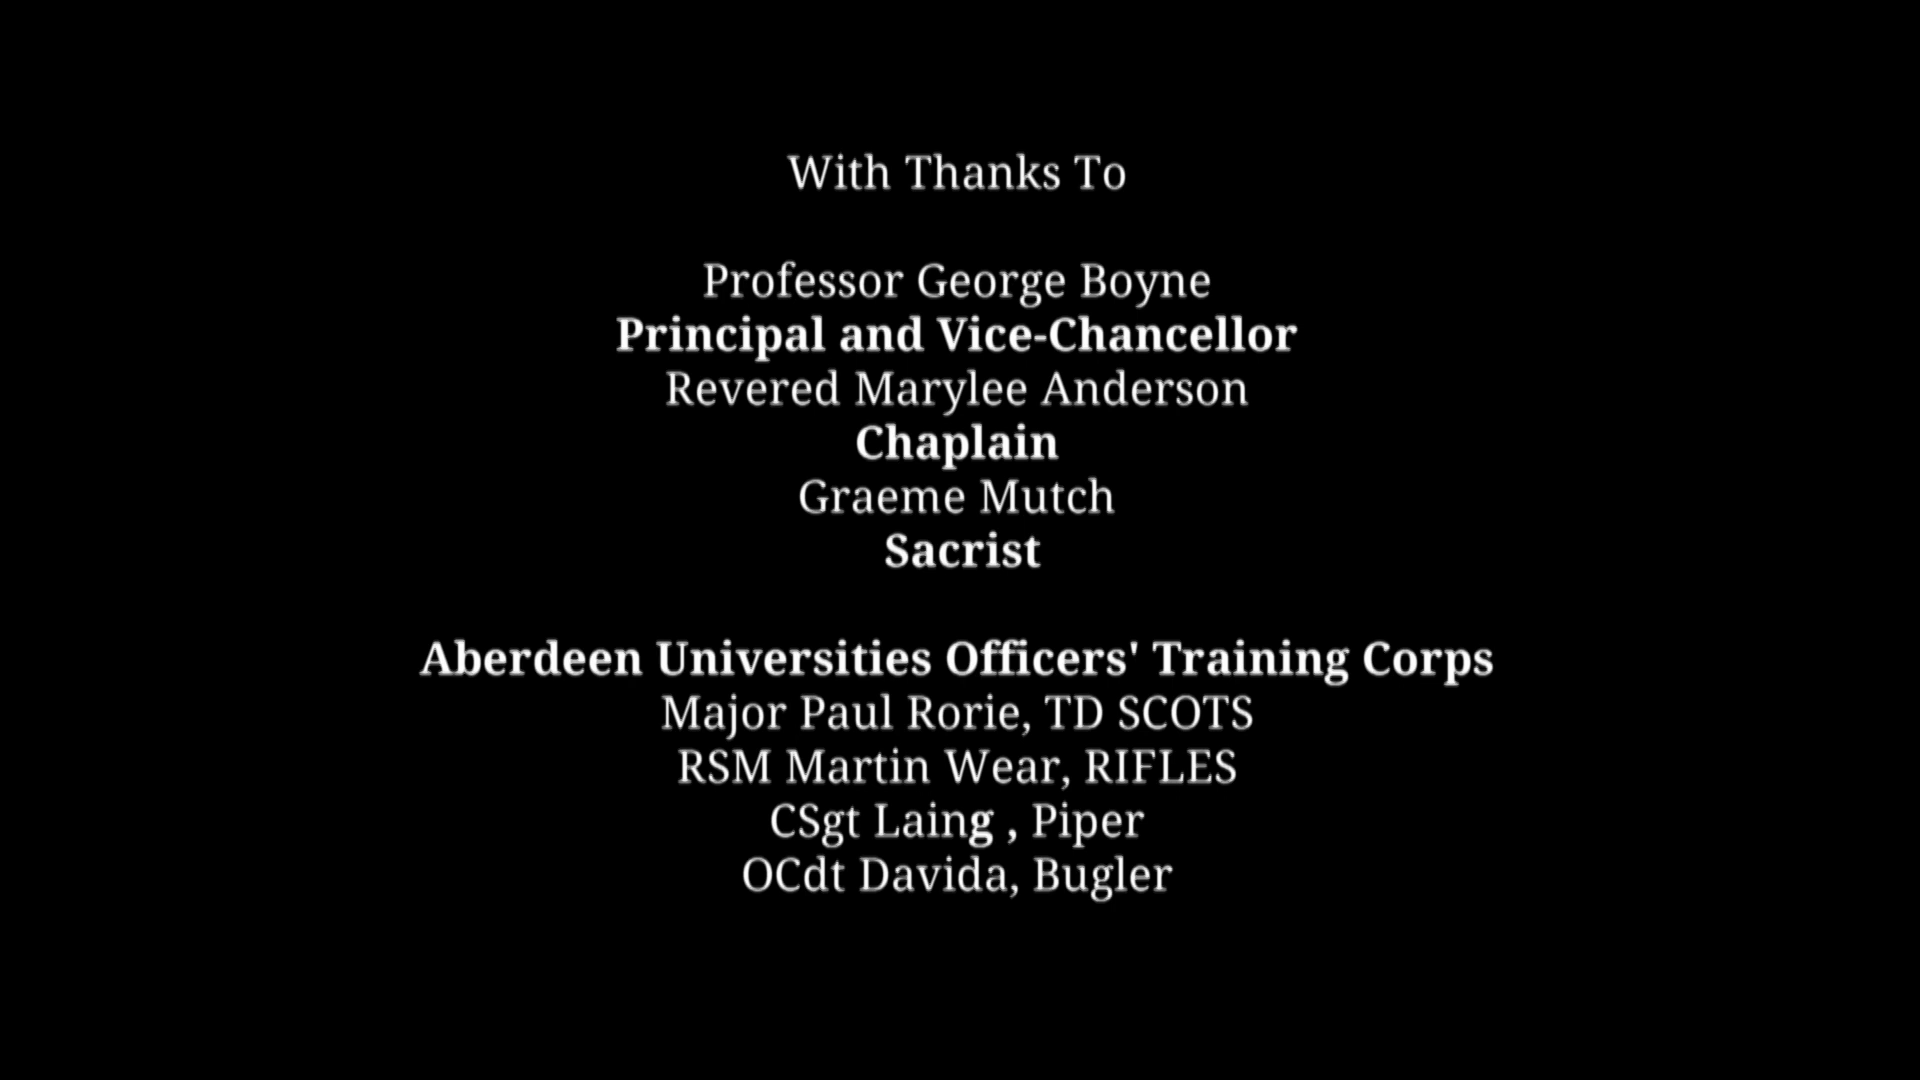 With Thanks To
Professor George Boyne
Principal and Vice-Chancellor
Revered Marylee Anderson
Chaplain
Graeme Mutch
Sacrist
Aberdeen Universities Officers' Training Corps
Major Paul Rorie, TD SCOTS
RSM Martin Wear, RIFLES
CSgt Laing , Piper
OCdt Davida, Bugler